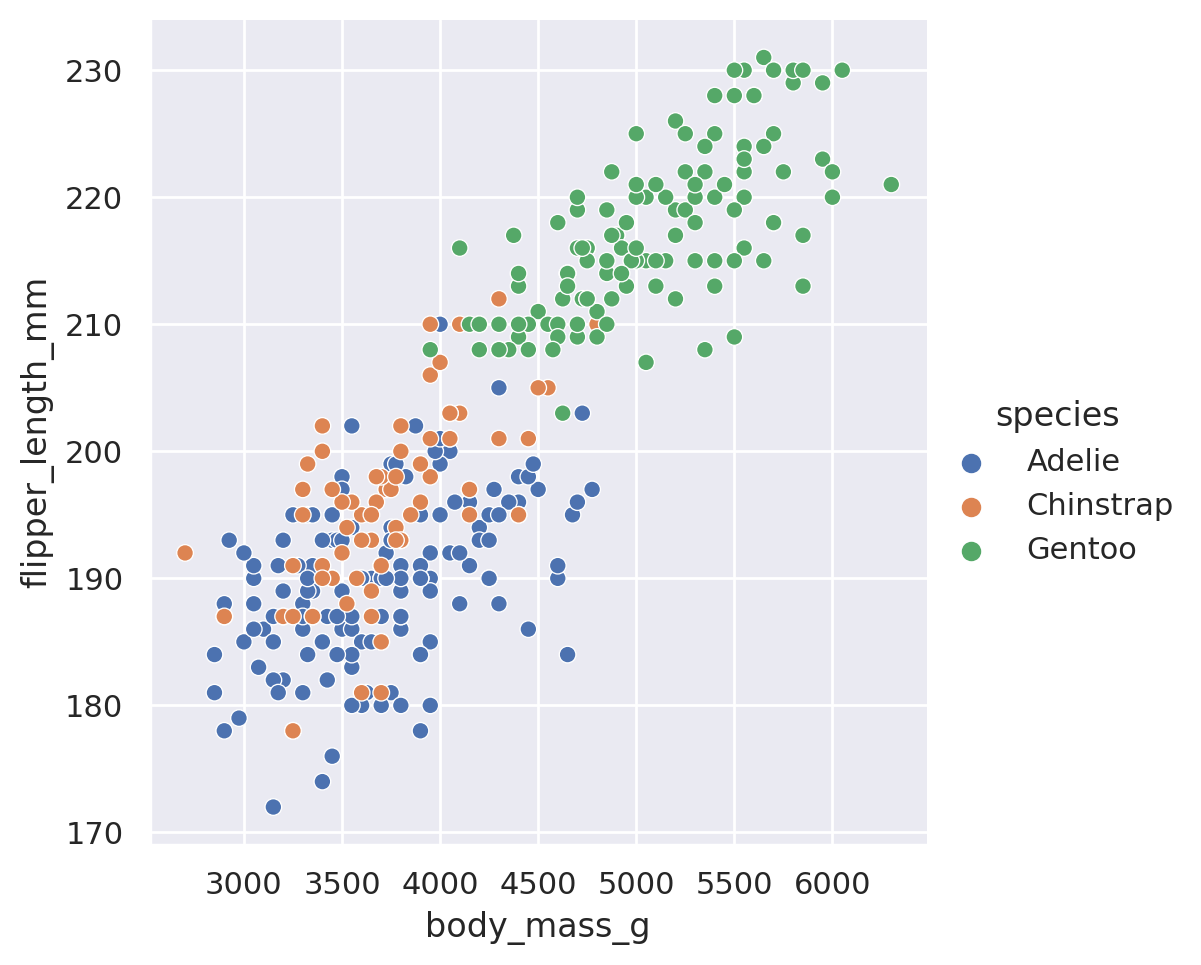 230
220
210
200
190
180
170
flipper_length_mm
3000 3500 4000 4500 5000 5500 6000
body_mass_g
species
Adelie
Chinstrap
Gentoo